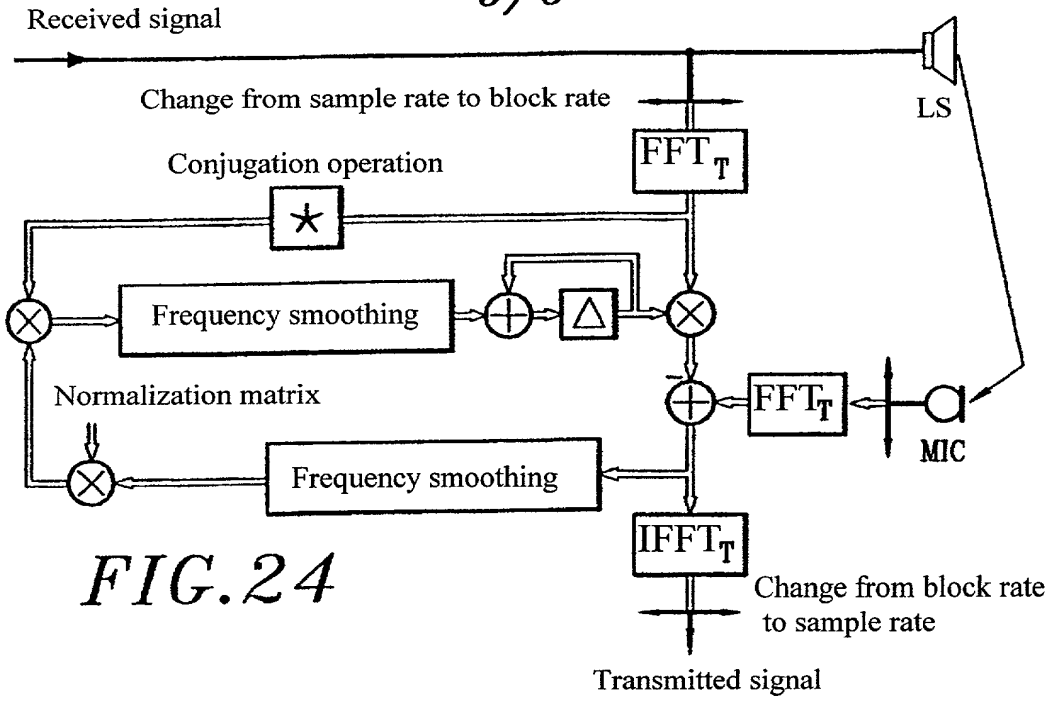 Received signal
LS
Change from sample rate to block rate
FFT T
Conjugation operation
Frequency smoothing
Δ
Normalization matrix
FFTT
MIC
Frequency smoothing
IFFTT
FIG.24
Change from block rate
to sample rate
Transmitted signal